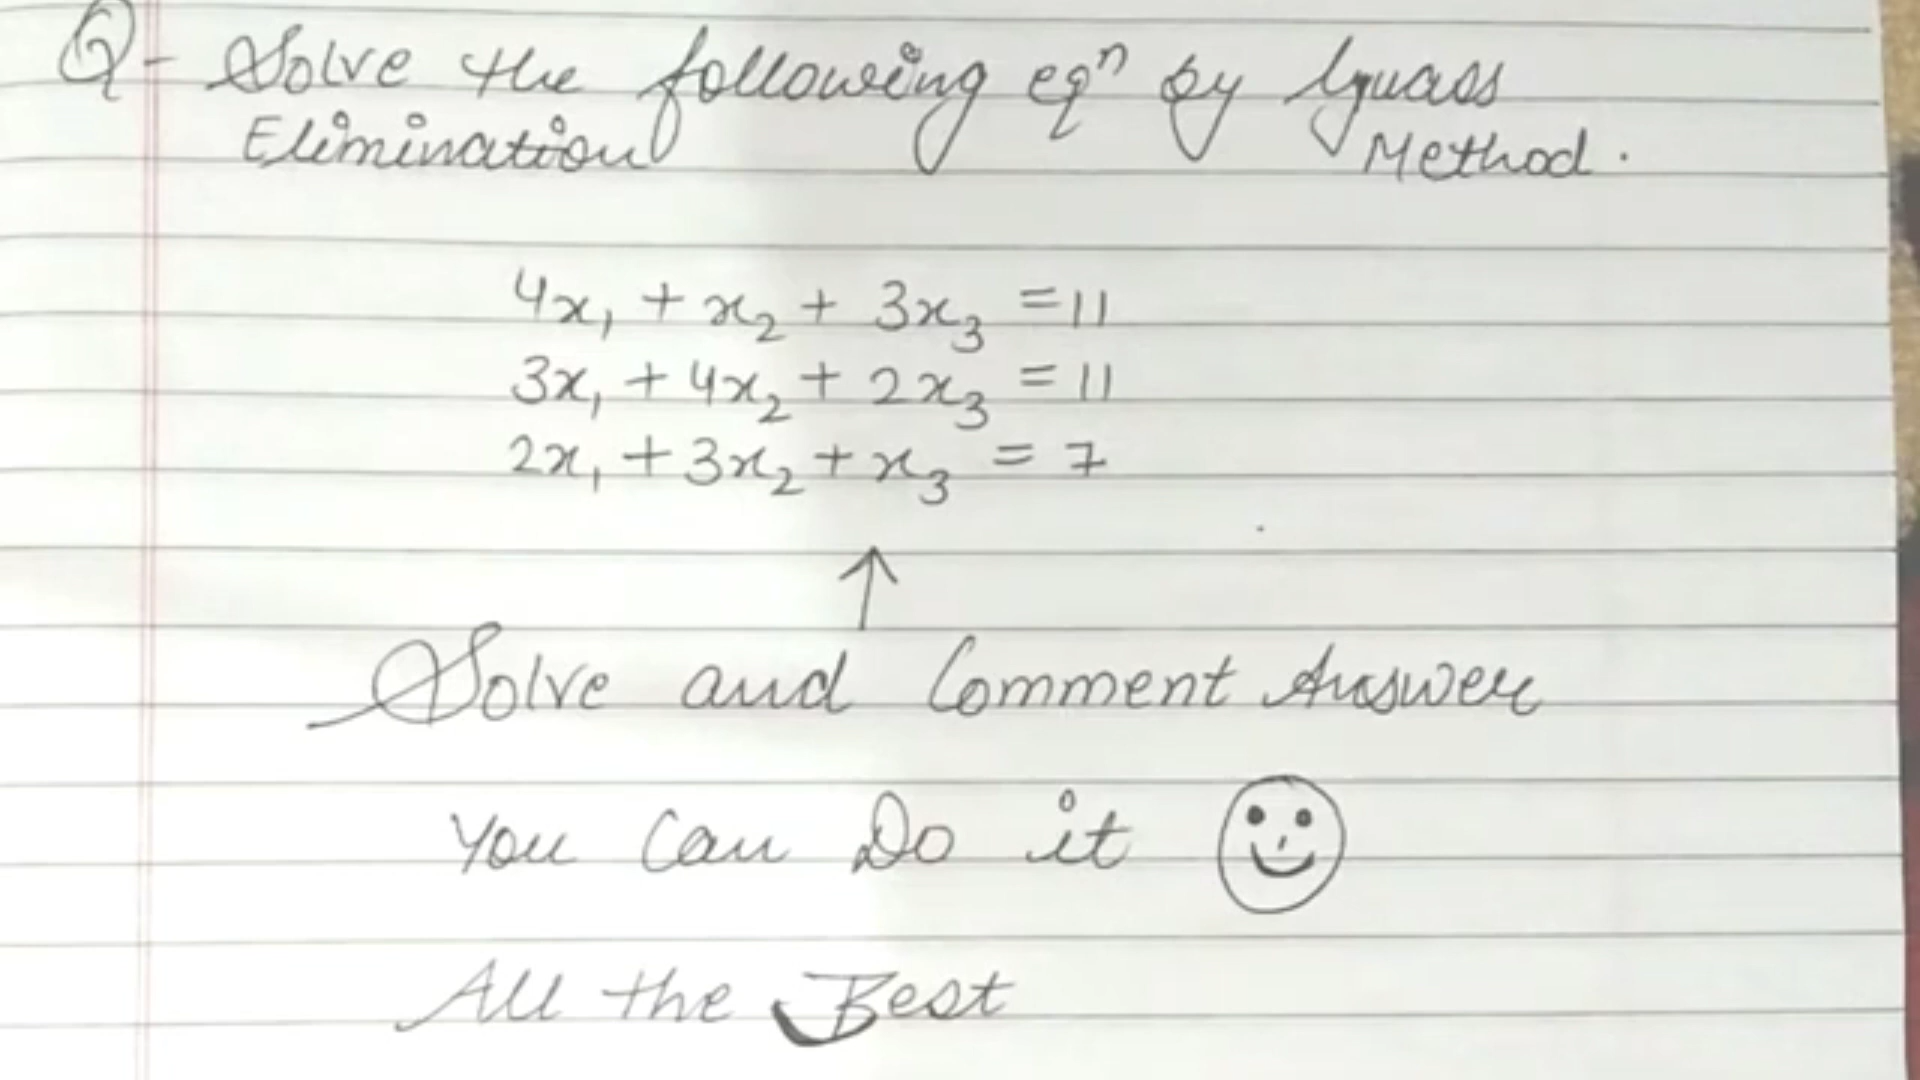 Q- Solve the following eqⁿ by Guass
Elimination Method.
4x₁ + x₂ + 3x₃ = 11
3x₁ + 4x₂ + 2x₃ = 11
2x₁ + 3x₂ + x₃ = 7
↑
Solve and Comment Answer
You Can Do it
All the Best